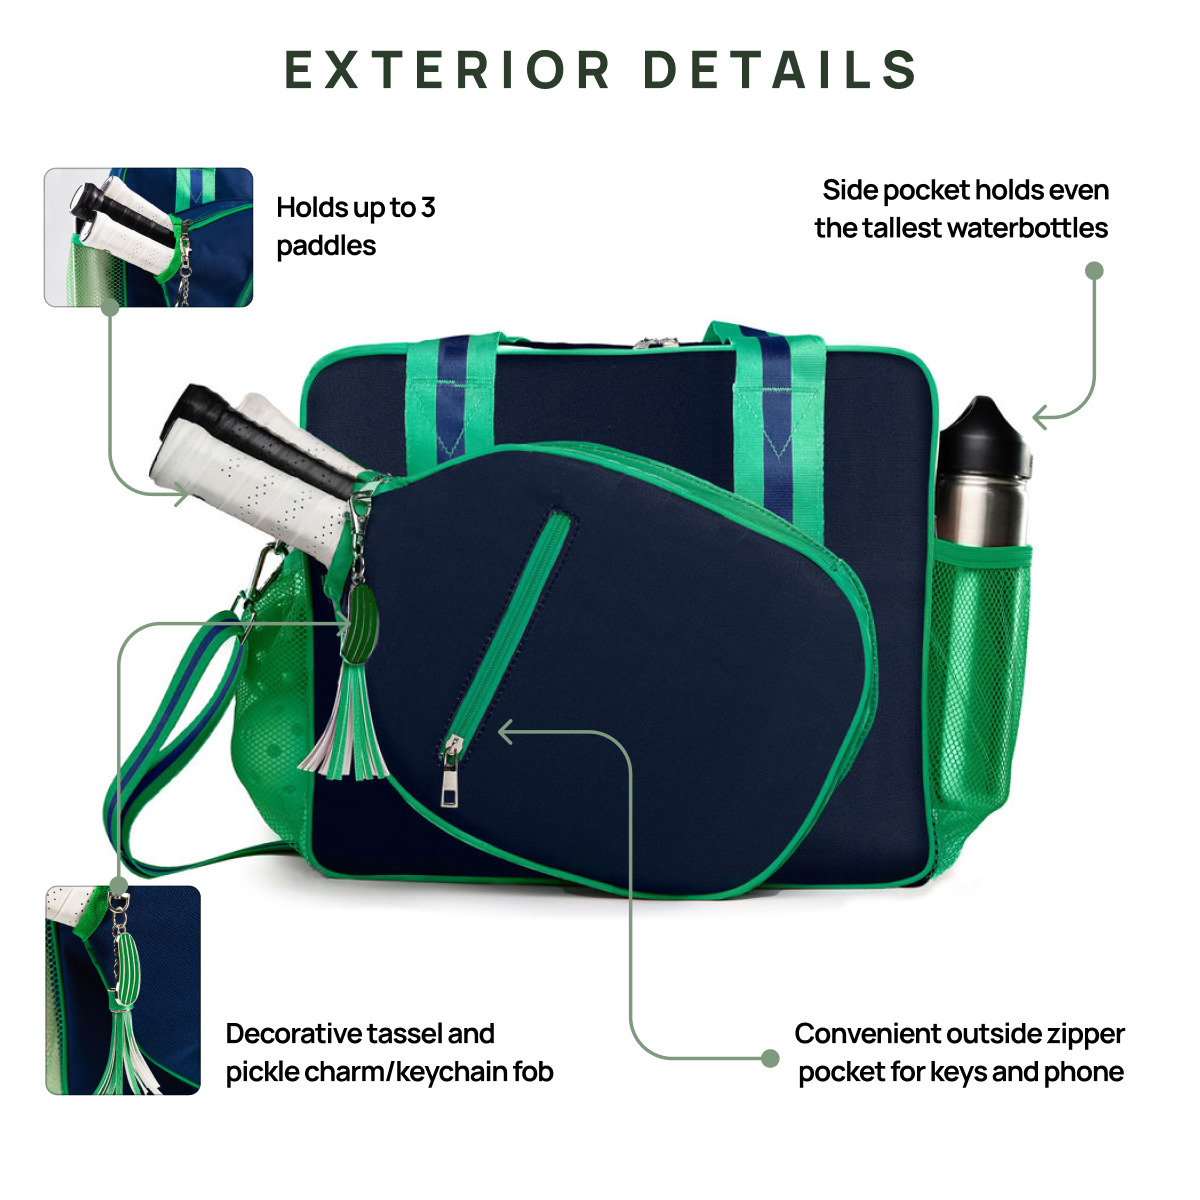 EXTERIOR DETAILS
Holds up to 3
paddles
Side pocket holds even
the tallest waterbottles
Decorative tassel and
pickle charm/keychain fob
Convenient outside zipper
pocket for keys and phone